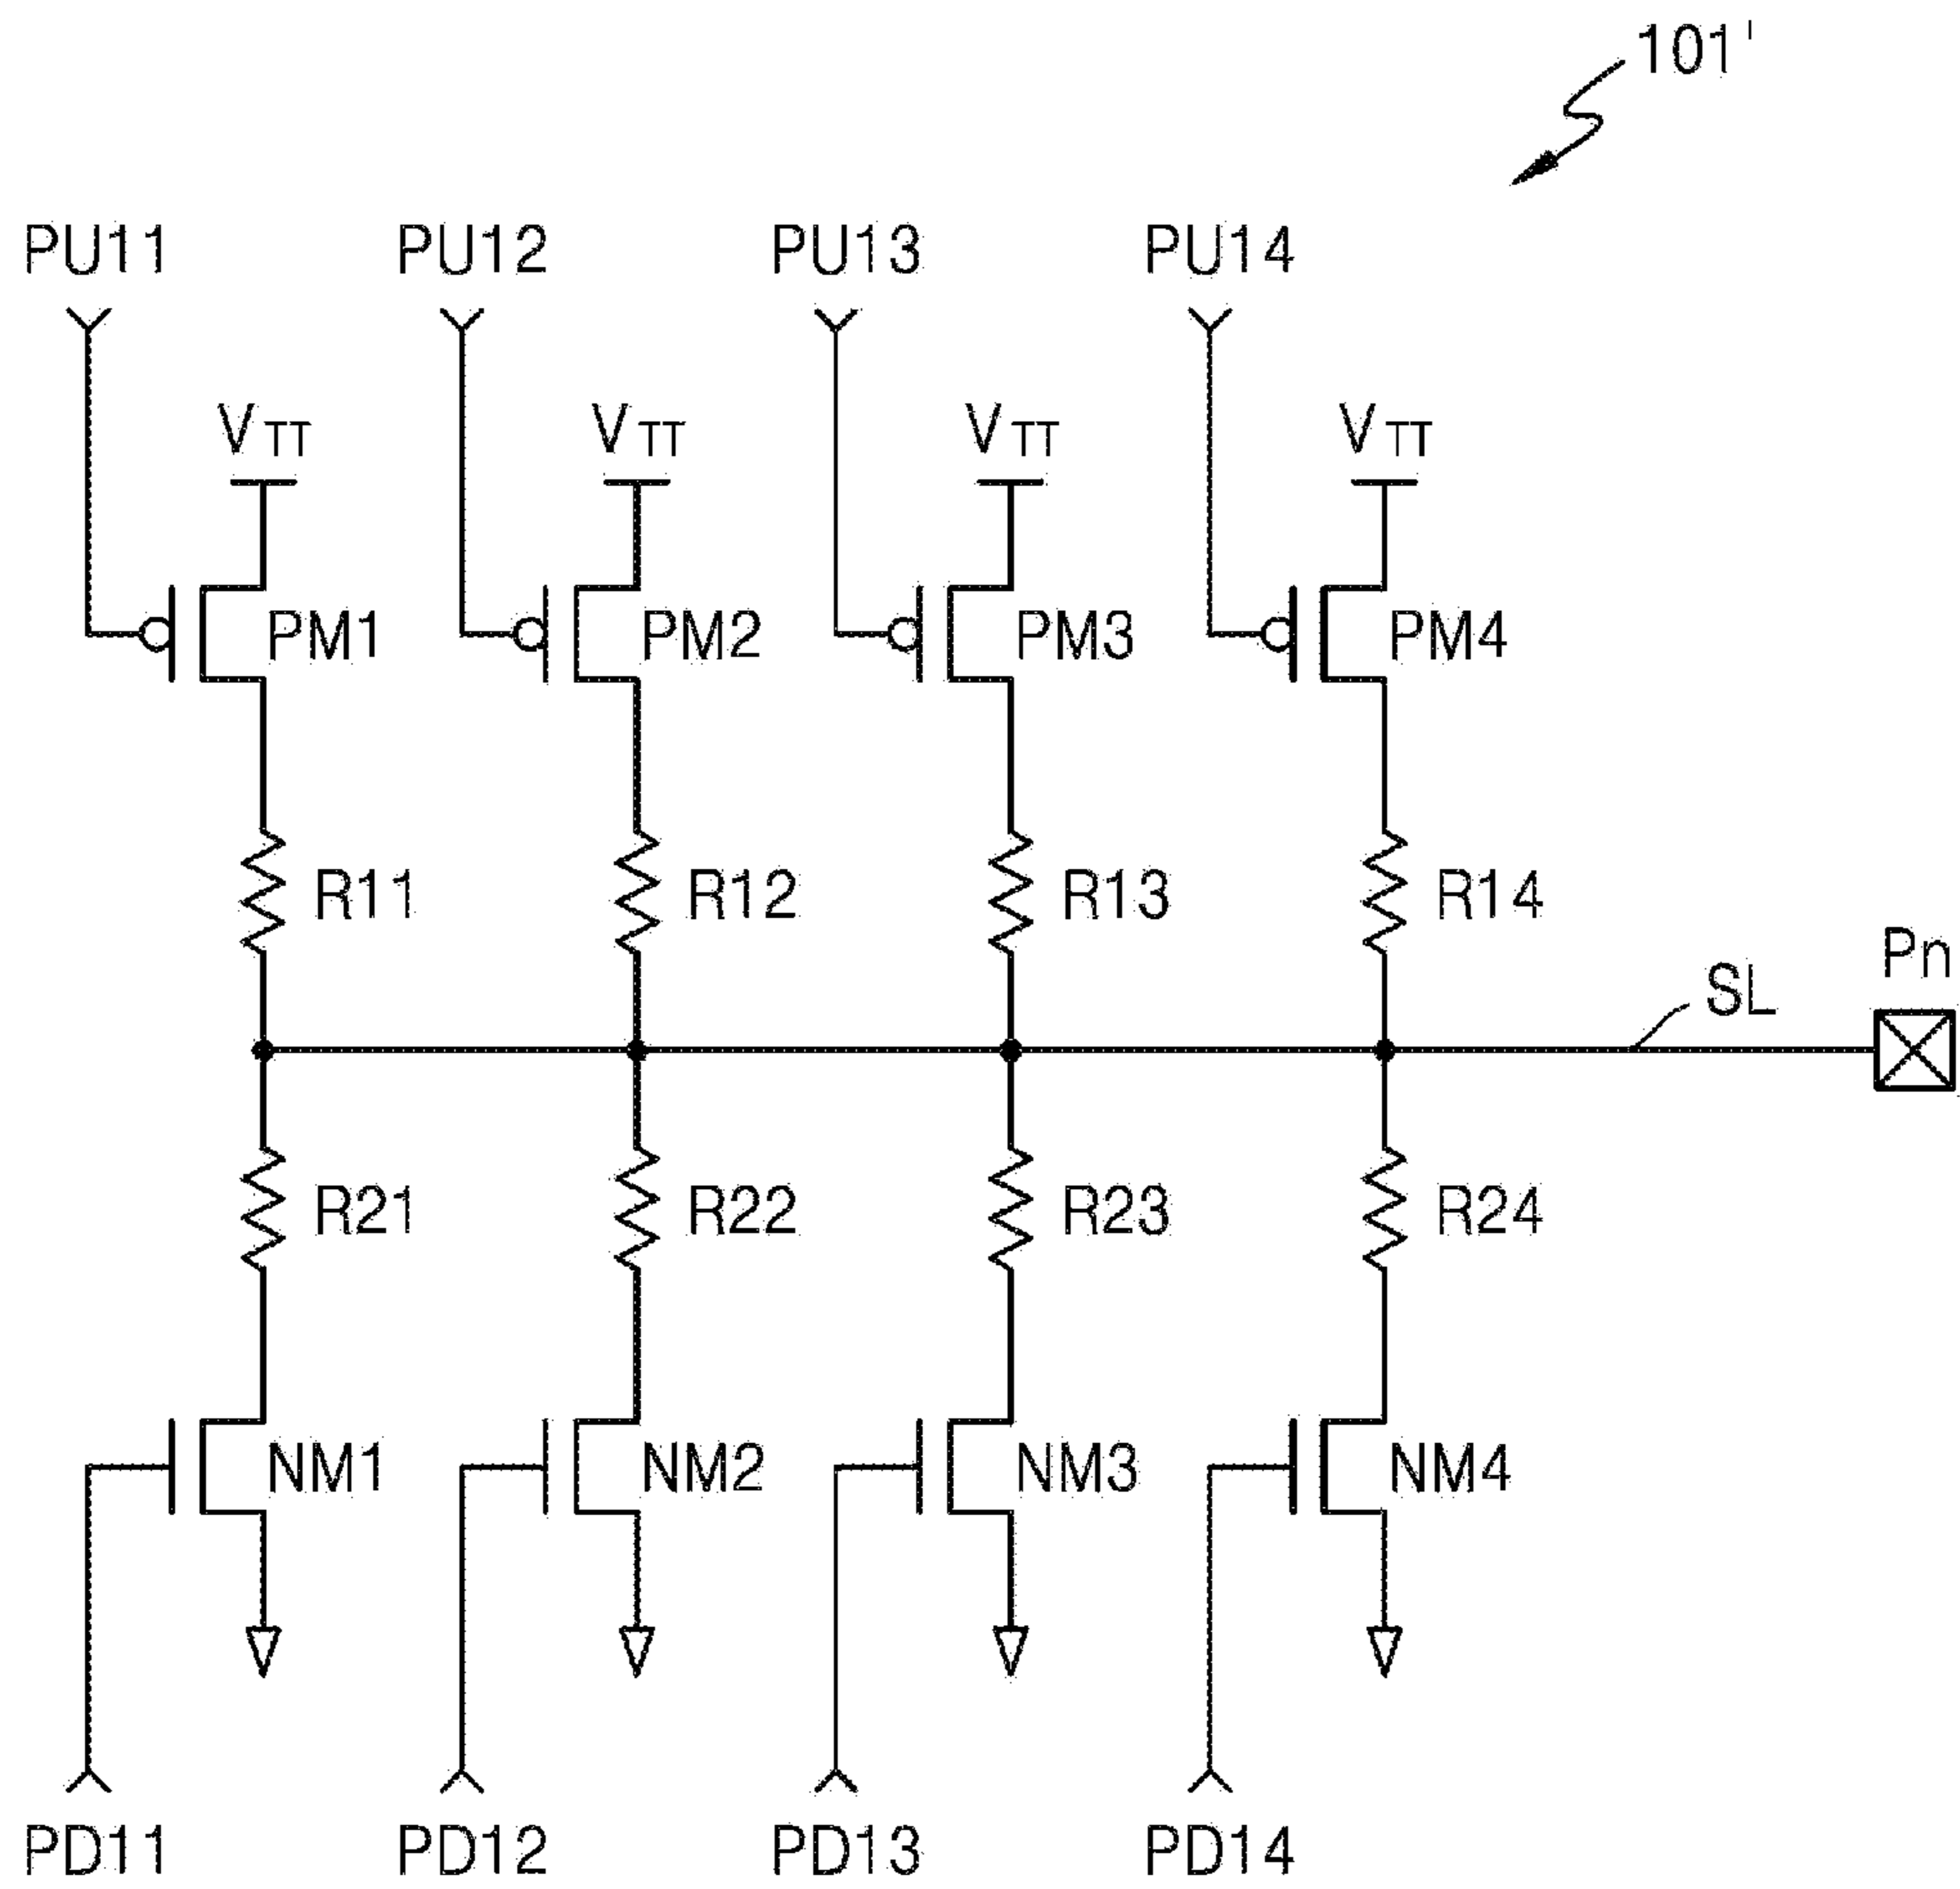 101'
PU11 PU12 PU13 PU14
VTT VTT VTT VTT
PM1 PM2 PM3 PM4
R11 R12 R13 R14
Pn
SL
R21 R22 R23 R24
NM1 NM2 NM3 NM4
PD11 PD12 PD13 PD14